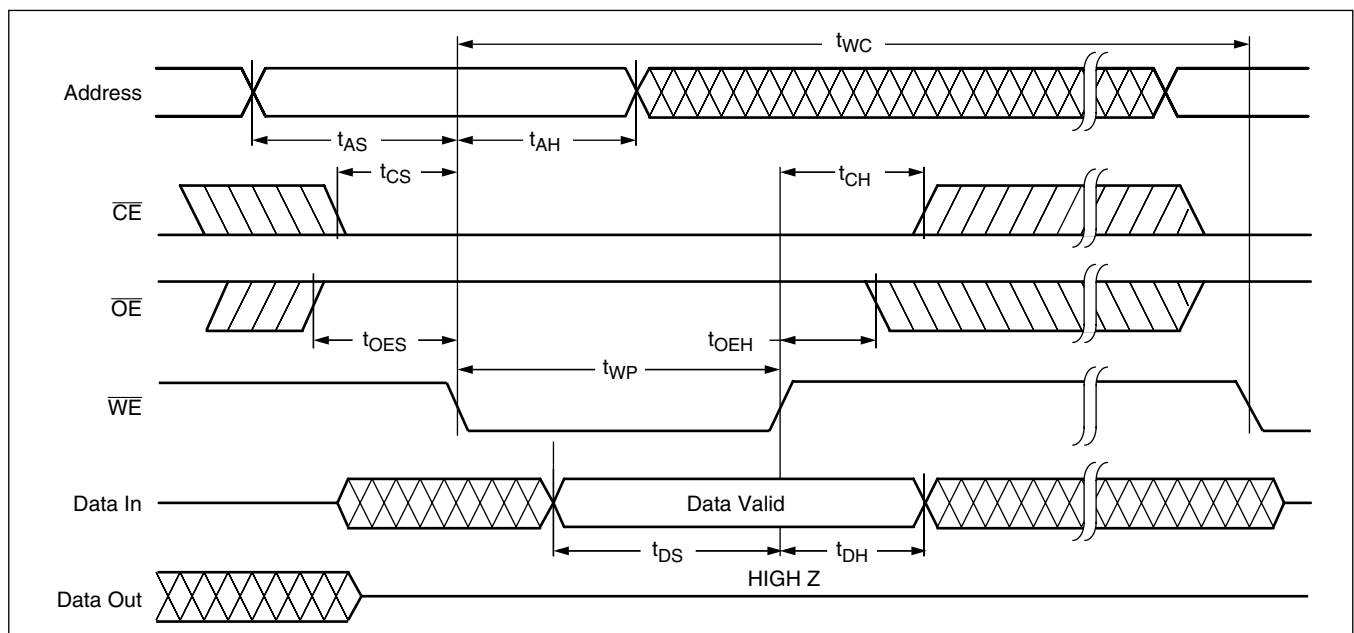 tWC
Address
tAS
tAH
tCS
tCH
CE
OE
tOES
tOEH
tWP
WE
Data In
Data Valid
tDS
tDH
HIGH Z
Data Out